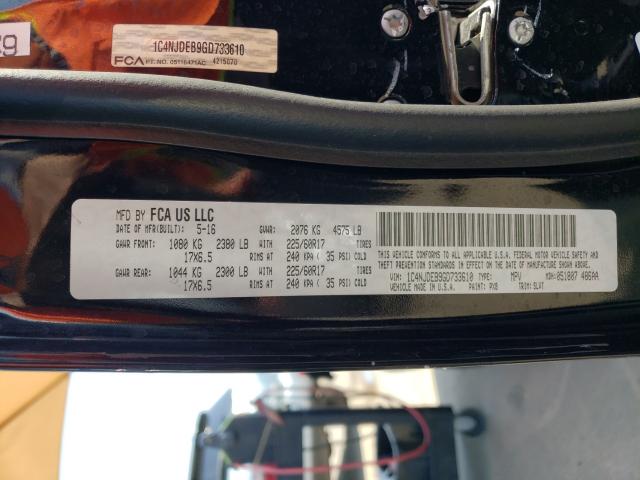 1C4NJDEB9GD733610
FCA PT. NO. 05116471AC 4215070
MFD BY FCA US LLC
DATE OF MFR(BUILT): 5-16 GVWR: 2076 KG 4575 LB
GAWR FRONT: 1080 KG 2380 LB WITH 225/60R17 TIRES
17X6.5 RIMS AT 240 KPA ( 35 PSI) COLD
GAWR REAR: 1044 KG 2300 LB WITH 225/60R17 TIRES
17X6.5 RIMS AT 240 KPA ( 35 PSI) COLD
THIS VEHICLE CONFORMS TO ALL APPLICABLE U.S.A. FEDERAL MOTOR VEHICLE SAFETY AND
THEFT PREVENTION STANDARDS IN EFFECT ON THE DATE OF MANUFACTURE SHOWN ABOVE.
VIN: 1C4NJDEB9GD733610 TYPE: MPV MDH: 051807 486AA
VEHICLE MADE IN U.S.A. PAINT: PX8 TRIM: SLVT